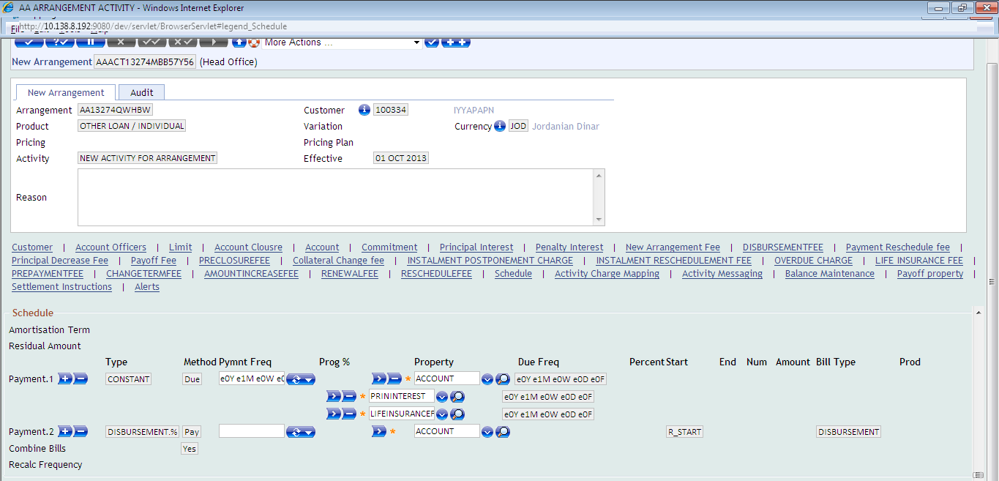 AA ARRANGEMENT ACTIVITY - Windows Internet Explorer
http://10.138.8.192:9080/dev/servlet/BrowserServlet#legend_Schedule
More Actions ...
New Arrangement AAACT13274MBB57Y56 (Head Office)
New Arrangement Audit
Arrangement AA13274QWHBW Customer 100334 IYYAPAPN
Product OTHER LOAN / INDIVIDUAL Variation Currency JOD Jordanian Dinar
Pricing Pricing Plan
Activity NEW ACTIVITY FOR ARRANGEMENT Effective 01 OCT 2013
Reason
Customer | Account Officers | Limit | Account Clousre | Account | Commitment | Principal Interest | Penalty Interest | New Arrangement Fee | DISBURSEMENTFEE | Payment Reschedule fee |
Principal Decrease Fee | Payoff Fee | PRECLOSUREFEE | Collateral Change fee | INSTALMENT POSTPONEMENT CHARGE | INSTALMENT RESCHEDULEMENT FEE | OVERDUE CHARGE | LIFE INSURANCE FEE |
PREPAYMENTFEE | CHANGETERMFEE | AMOUNTINCREASEFEE | RENEWALFEE | RESCHEDULEFEE | Schedule | Activity Charge Mapping | Activity Messaging | Balance Maintenance | Payoff property |
Settlement Instructions | Alerts
Schedule
Amortisation Term
Residual Amount
Type Method Pymnt Freq Prog % Property Due Freq Percent Start End Num Amount Bill Type Prod
Payment.1 CONSTANT Due e0Y e1M e0W e0 * ACCOUNT e0Y e1M e0W e0D e0F
* PRININTEREST e0Y e1M e0W e0D e0F
* LIFEINSURANCEF e0Y e1M e0W e0D e0F
Payment.2 DISBURSEMENT.% Pay * ACCOUNT R_START DISBURSEMENT
Combine Bills Yes
Recalc Frequency